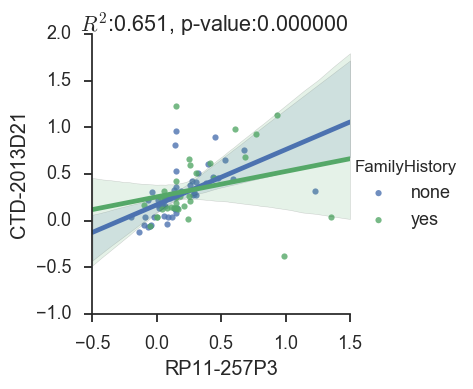 R²:0.651, p-value:0.000000
2.0
1.5
1.0
0.5
0.0
−0.5
−1.0
CTD-2013D21
−0.5 0.0 0.5 1.0 1.5
RP11-257P3
FamilyHistory
none
yes